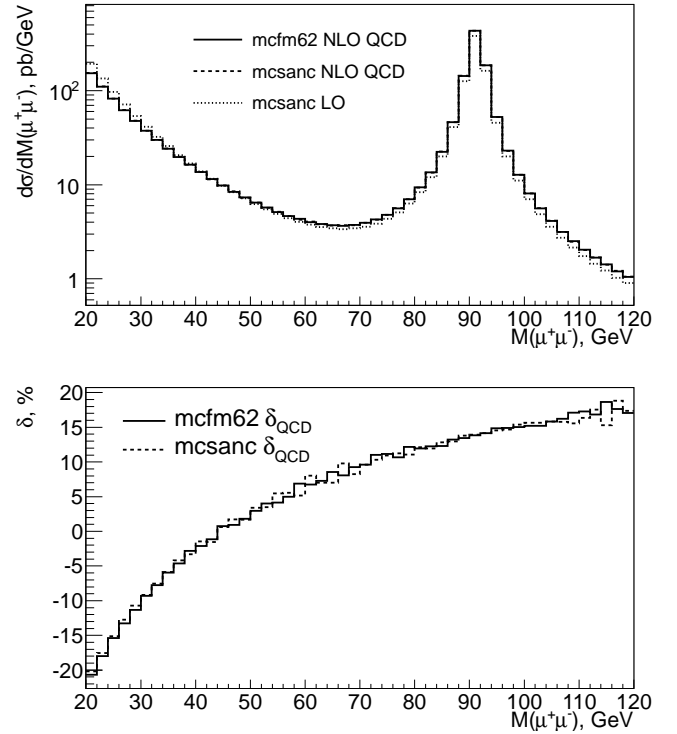 dσ/dM(μ⁺μ⁻), pb/GeV
10²
10
1
mcfm62 NLO QCD
mcsanc NLO QCD
mcsanc LO
20 30 40 50 60 70 80 90 100 110 120
M(μ⁺μ⁻), GeV
δ, %
20
15
10
5
0
-5
-10
-15
-20
mcfm62 δ_QCD
mcsanc δ_QCD
20 30 40 50 60 70 80 90 100 110 120
M(μ⁺μ⁻), GeV